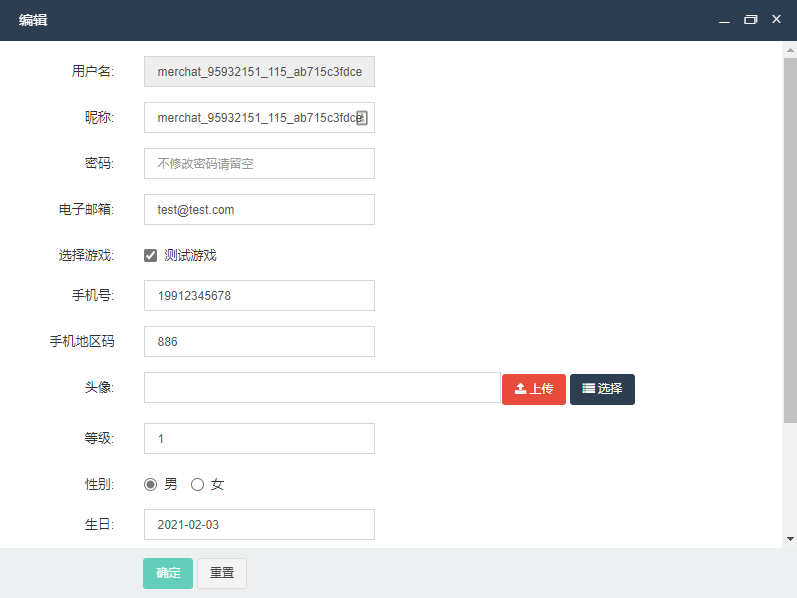 编辑
用户名: merchat_95932151_115_ab715c3fdce
昵称: merchat_95932151_115_ab715c3fdce
密码: 不修改密码请留空
电子邮箱: test@test.com
选择游戏: 测试游戏
手机号: 19912345678
手机地区码 886
头像: 上传 选择
等级: 1
性别: 男 女
生日: 2021-02-03
确定 重置